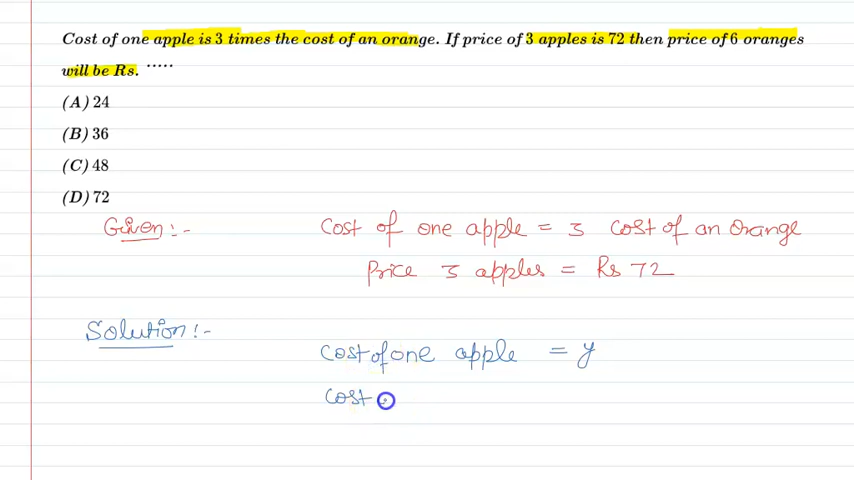 Cost of one apple is 3 times the cost of an orange. If price of 3 apples is 72 then price of 6 oranges
will be Rs. .....
(A) 24
(B) 36
(C) 48
(D) 72
Given :-
Cost of one apple = 3 cost of an orange
Price 3 apples = Rs 72
Solution :-
cost of one apple = y
cost